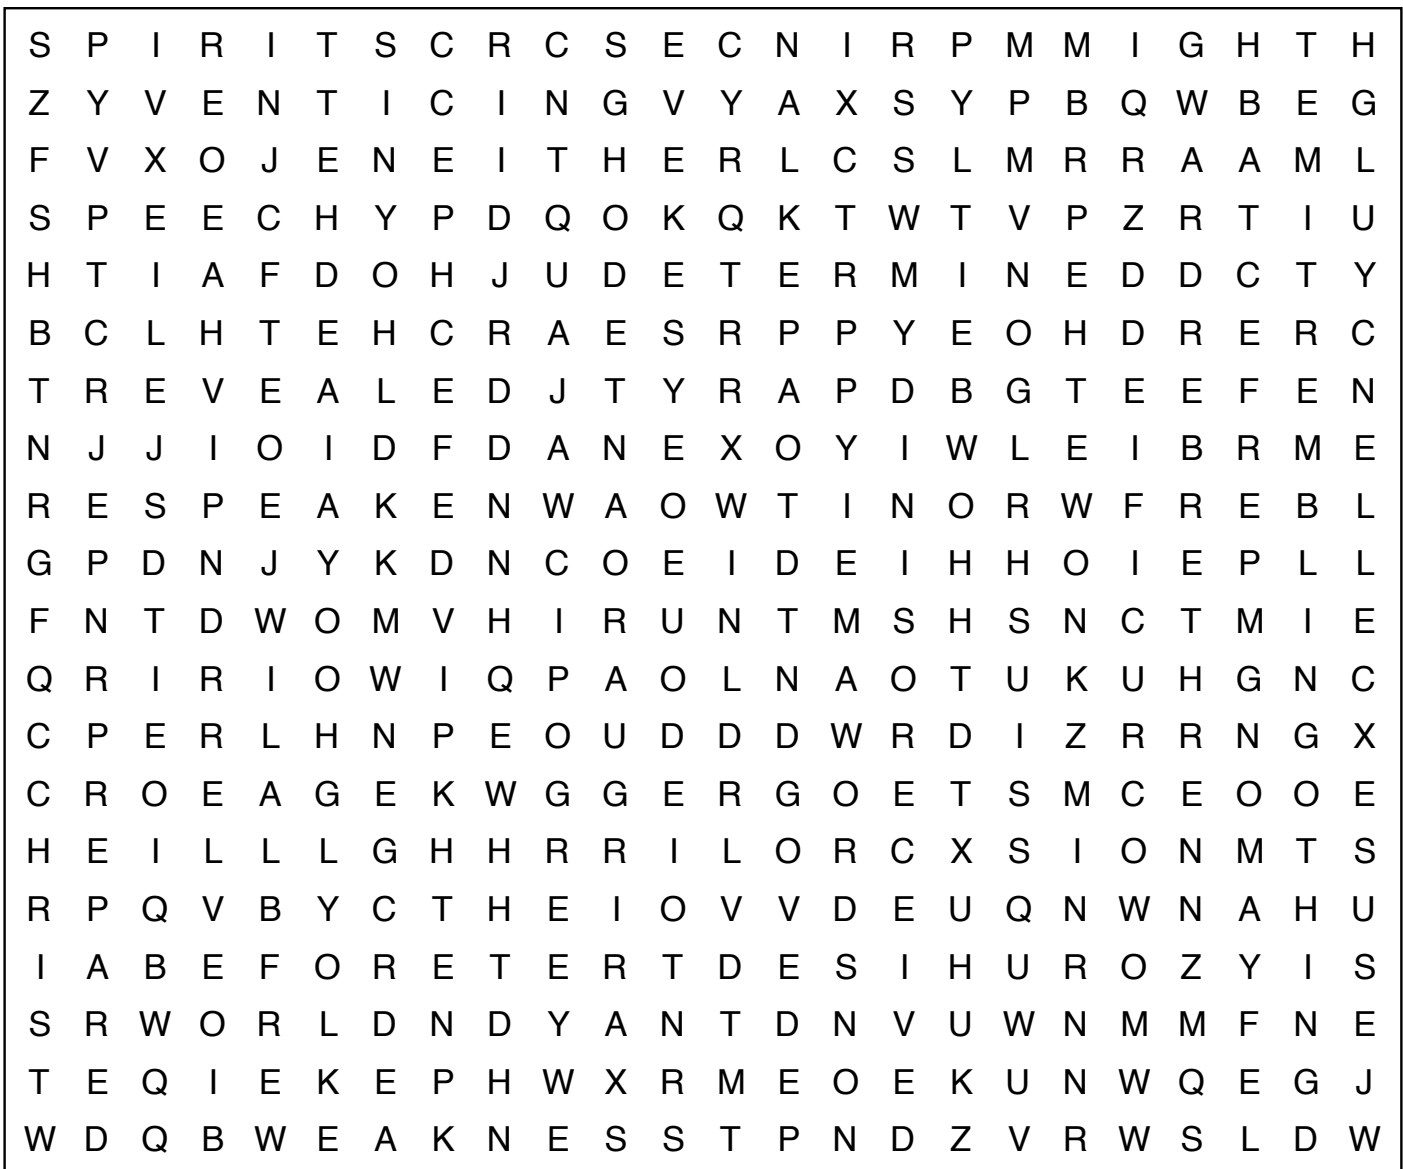 S P I R I T S C R C S E C N I R P M M I G H T H
Z Y V E N T I C I N G V Y A X S Y P B Q W B E G
F V X O J E N E I T H E R L C S L M R R A A M L
S P E E C H Y P D Q O K Q K T W T V P Z R T I U
H T I A F D O H J U D E T E R M I N E D D C T Y
B C L H T E H C R A E S R P P Y E O H D R E R C
T R E V E A L E D J T Y R A P D B G T E E F E N
N J J I O I D F D A N E X O Y I W L E I B R M E
R E S P E A K E N W A O W T I N O R W F R E B L
G P D N J Y K D N C O E I D E I H H O I E P L L
F N T D W O M V H I R U N T M S H S N C T M I E
Q R I R I O W I Q P A O L N A O T U K U H G N C
C P E R L H N P E O U D D D W R D I Z R R N G X
C R O E A G E K W G G E R G O E T S M C E O O E
H E I L L L G H H R R I L O R C X S I O N M T S
R P Q V B Y C T H E I O V V D E U Q N W N A H U
I A B E F O R E T E R T D E S I H U R O Z Y I S
S R W O R L D N D Y A N T D N V U W N M M F N E
T E Q I E K E P H W X R M E O E K U N W Q E G J
W D Q B W E A K N E S S T P N D Z V R W S L D W